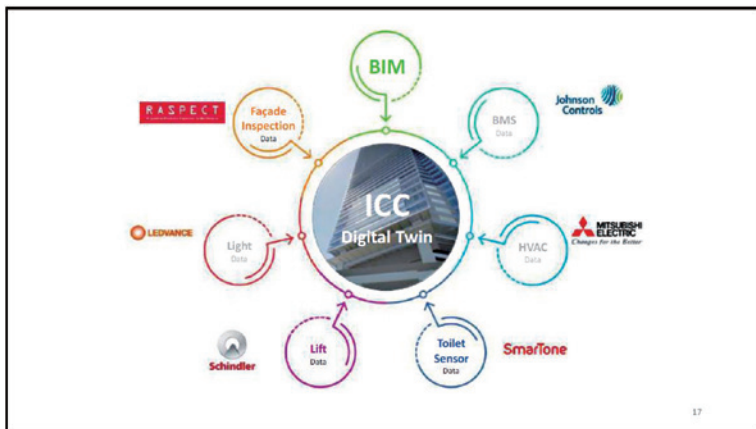 BIM
RASPECT
Façade
Inspection
Data
BMS
Data
Johnson
Controls
ICC
Digital Twin
LEDVANCE
Light
Data
HVAC
Data
MITSUBISHI
ELECTRIC
Changes for the Better
Schindler
Lift
Data
Toilet
Sensor
Data
SmarTone
17